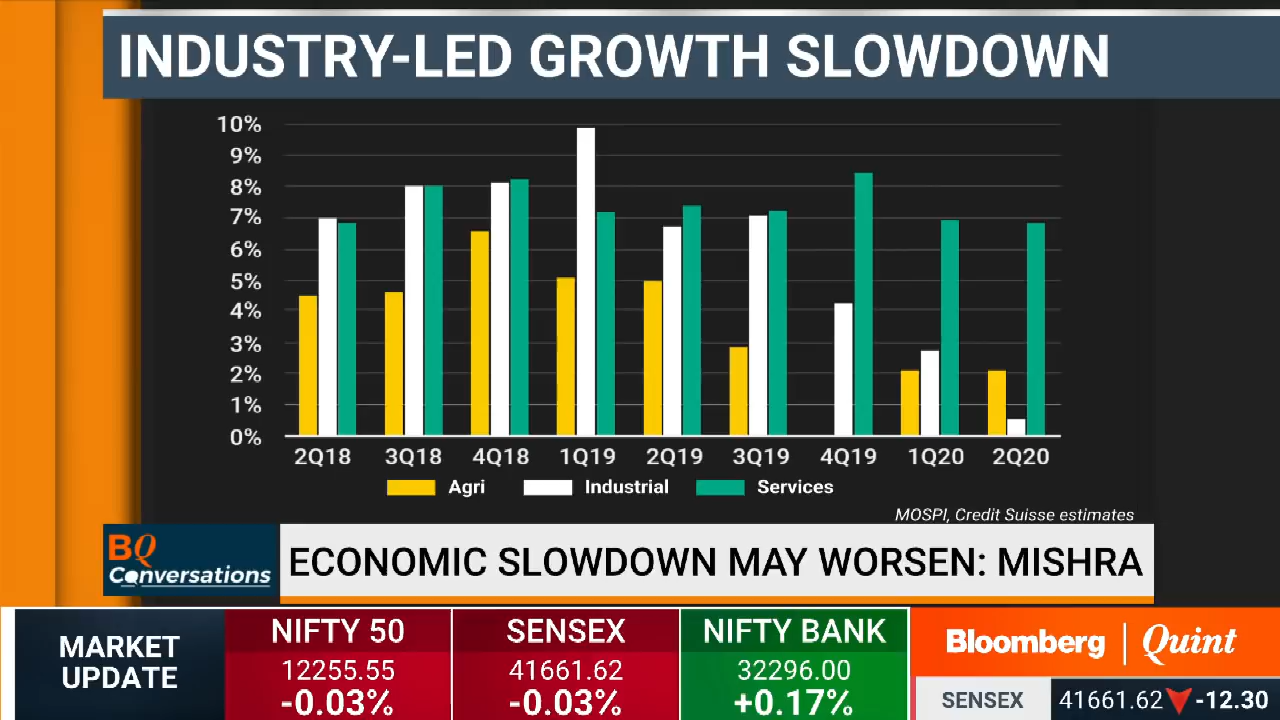 INDUSTRY-LED GROWTH SLOWDOWN
10%
9%
8%
7%
6%
5%
4%
3%
2%
1%
0%
2Q18 3Q18 4Q18 1Q19 2Q19 3Q19 4Q19 1Q20 2Q20
Agri Industrial Services
MOSPI, Credit Suisse estimates
BQ
Conversations
ECONOMIC SLOWDOWN MAY WORSEN: MISHRA
MARKET
UPDATE
NIFTY 50
12255.55
-0.03%
SENSEX
41661.62
-0.03%
NIFTY BANK
32296.00
+0.17%
Bloomberg | Quint
SENSEX 41661.62 -12.30